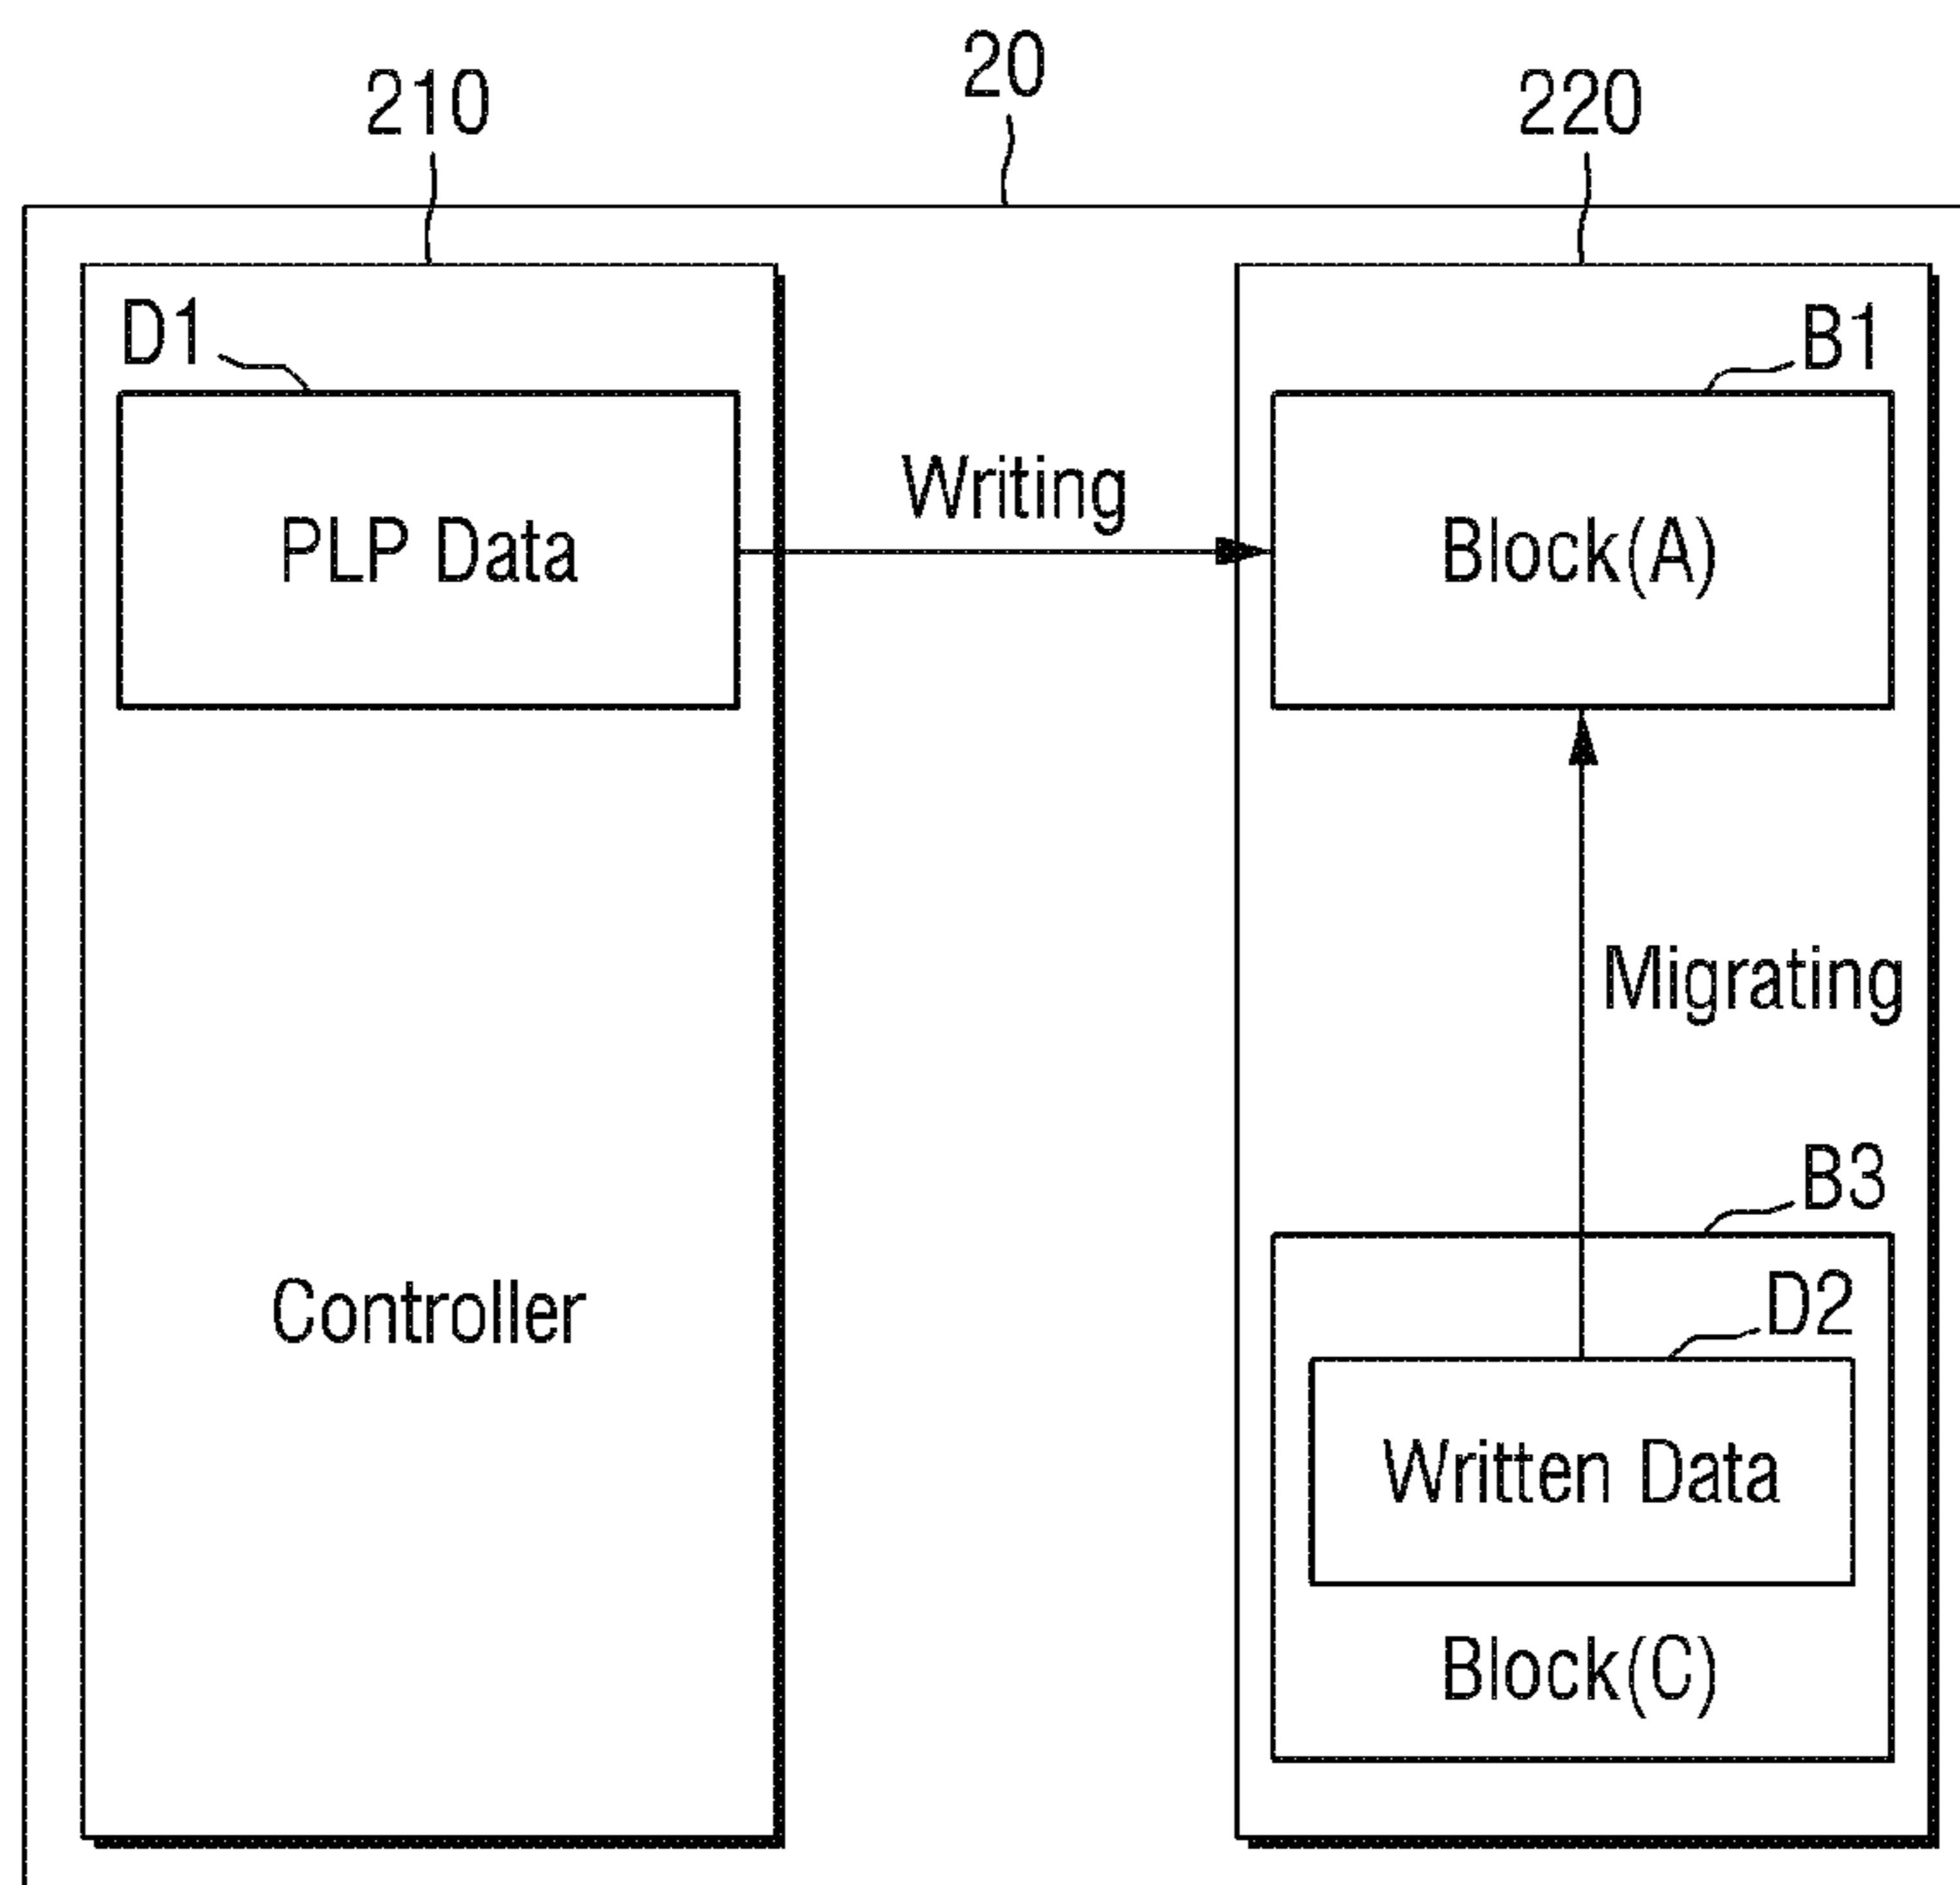 20
210
220
D1
B1
PLP Data
Writing
Block(A)
Migrating
B3
D2
Controller
Written Data
Block(C)